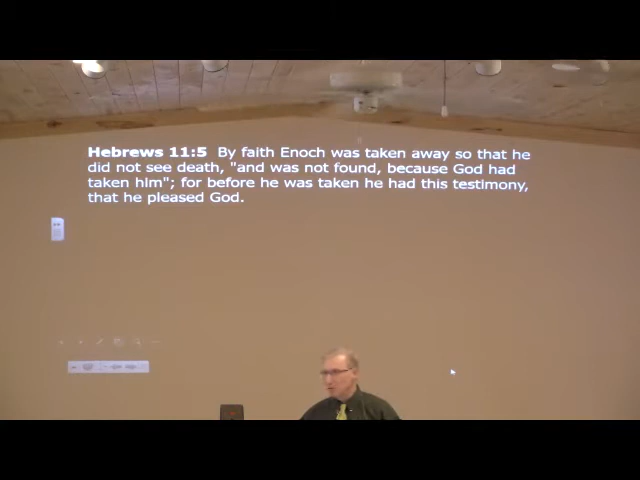 Hebrews 11:5 By faith Enoch was taken away so that he
did not see death, "and was not found, because God had
taken him"; for before he was taken he had this testimony,
that he pleased God.